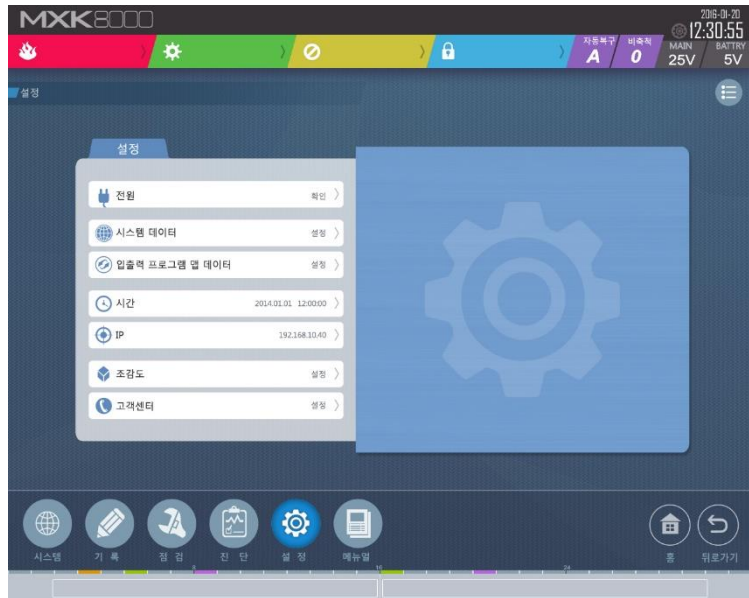 MXK8000
2016-01-20
12:30:55
자동복구 A
비축적 0
MAIN 25V
BATTRY 5V
설정
설정
전원 확인
시스템 데이터 설정
입출력 프로그램 맵 데이터 설정
시간 2014.01.01 12:00:00
IP 192.168.10.40
조감도 설정
고객센터 설정
시스템 기 록 점 검 진 단 설 정 메뉴얼 홈 뒤로가기
8 16 24